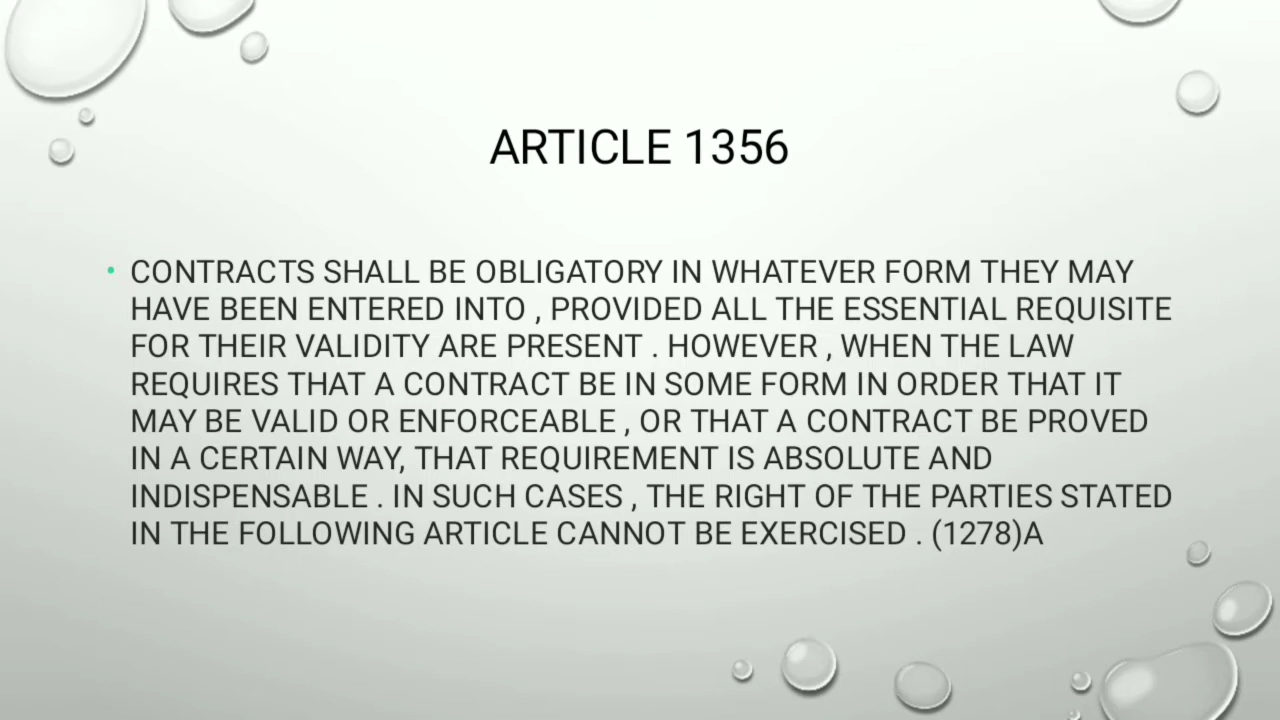 ARTICLE 1356
• CONTRACTS SHALL BE OBLIGATORY IN WHATEVER FORM THEY MAY
HAVE BEEN ENTERED INTO , PROVIDED ALL THE ESSENTIAL REQUISITE
FOR THEIR VALIDITY ARE PRESENT . HOWEVER , WHEN THE LAW
REQUIRES THAT A CONTRACT BE IN SOME FORM IN ORDER THAT IT
MAY BE VALID OR ENFORCEABLE , OR THAT A CONTRACT BE PROVED
IN A CERTAIN WAY, THAT REQUIREMENT IS ABSOLUTE AND
INDISPENSABLE . IN SUCH CASES , THE RIGHT OF THE PARTIES STATED
IN THE FOLLOWING ARTICLE CANNOT BE EXERCISED . (1278)A